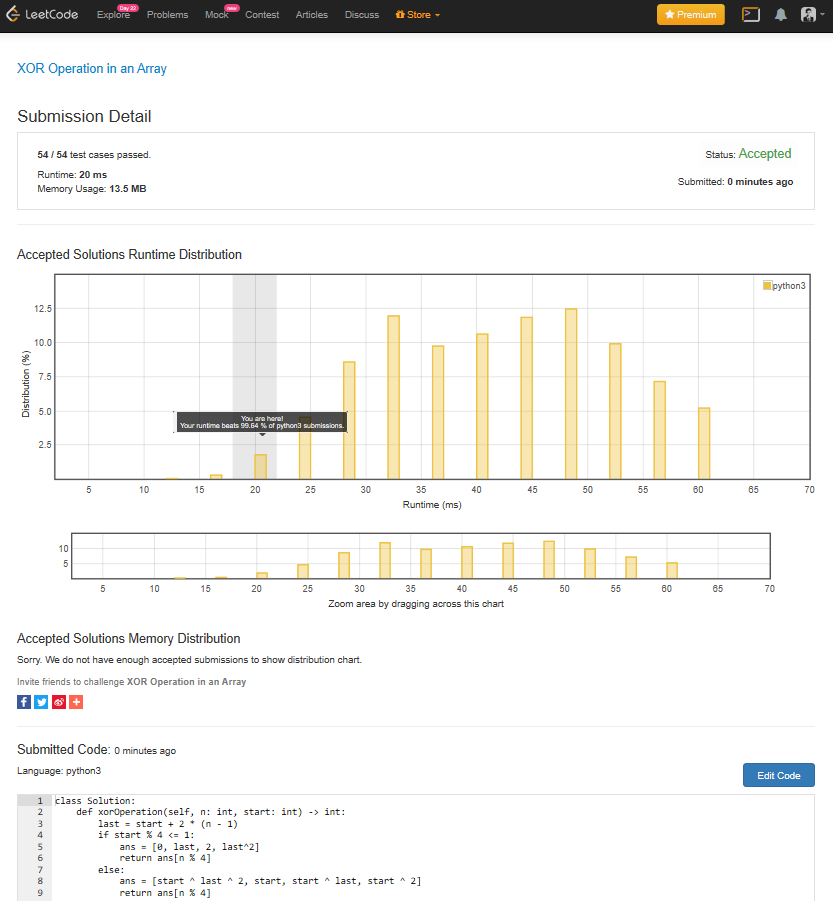 LeetCode Explore Day 22 Problems Mock new Contest Articles Discuss Store Premium
XOR Operation in an Array
Submission Detail
54 / 54 test cases passed.
Status: Accepted
Runtime: 20 ms
Memory Usage: 13.5 MB
Submitted: 0 minutes ago
Accepted Solutions Runtime Distribution
python3
12.5
10.0
7.5
5.0
2.5
Distribution (%)
You are here!
Your runtime beats 99.64 % of python3 submissions.
5 10 15 20 25 30 35 40 45 50 55 60 65 70
Runtime (ms)
10
5
5 10 15 20 25 30 35 40 45 50 55 60 65 70
Zoom area by dragging across this chart
Accepted Solutions Memory Distribution
Sorry. We do not have enough accepted submissions to show distribution chart.
Invite friends to challenge XOR Operation in an Array
Submitted Code: 0 minutes ago
Language: python3
Edit Code
1 class Solution:
2     def xorOperation(self, n: int, start: int) -> int:
3         last = start + 2 * (n - 1)
4         if start % 4 <= 1:
5             ans = [0, last, 2, last^2]
6             return ans[n % 4]
7         else:
8             ans = [start ^ last ^ 2, start, start ^ last, start ^ 2]
9             return ans[n % 4]